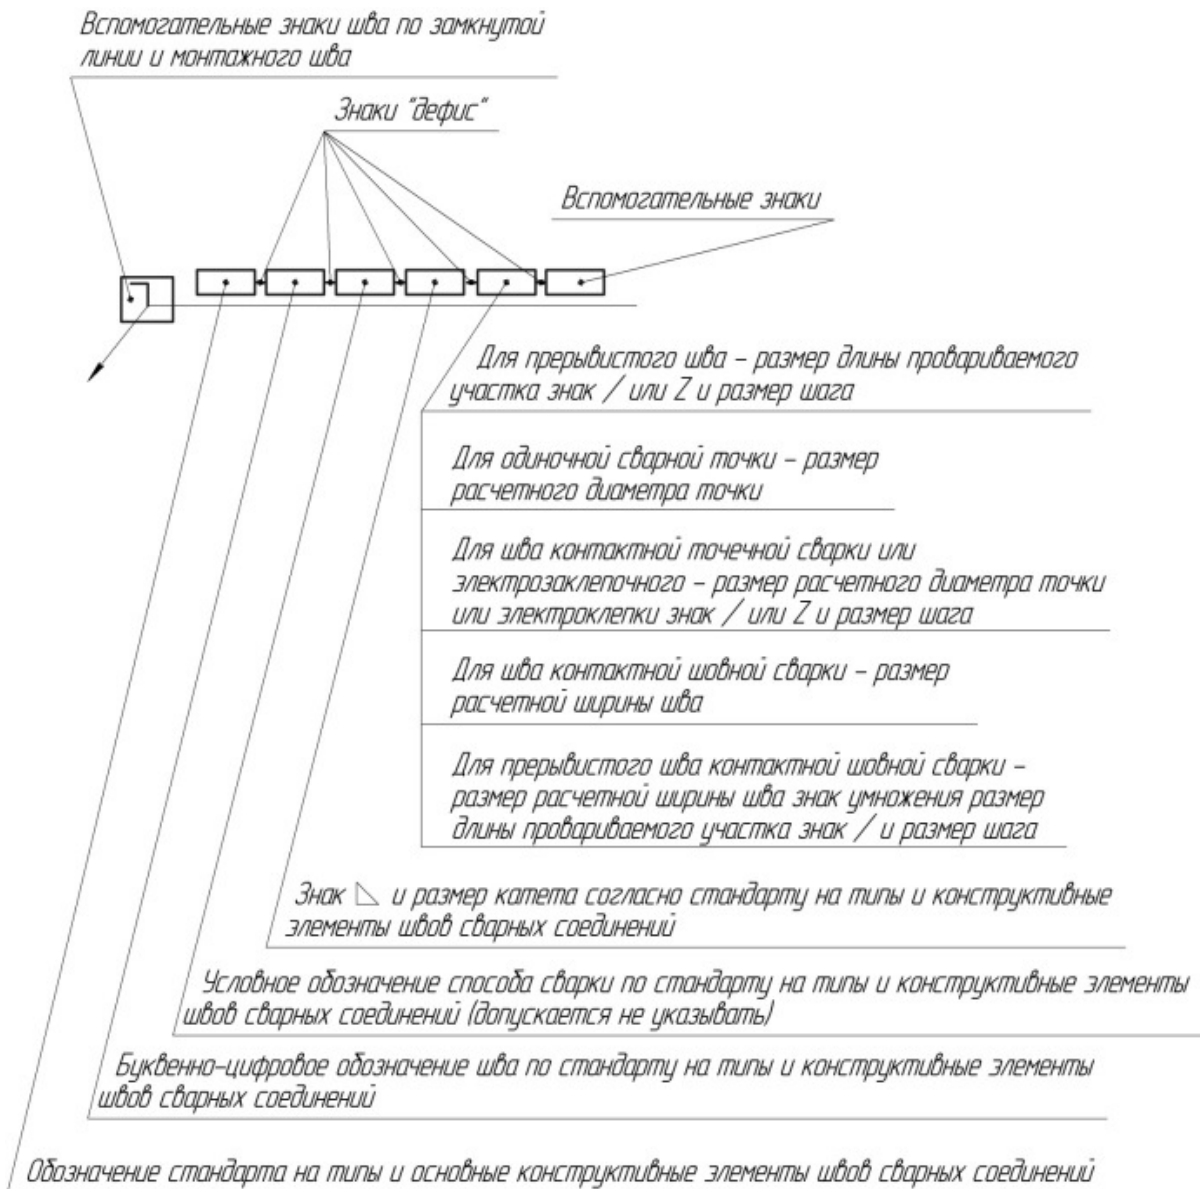 Вспомогательные знаки шва по замкнутой
линии и монтажного шва
Знаки "дефис"
Вспомогательные знаки
Для прерывистого шва – размер длины провариваемого
участка знак / или Z и размер шага
Для одиночной сварной точки – размер
расчетного диаметра точки
Для шва контактной точечной сварки или
электрозаклепочного – размер расчетного диаметра точки
или электроклепки знак / или Z и размер шага
Для шва контактной шовной сварки – размер
расчетной ширины шва
Для прерывистого шва контактной шовной сварки –
размер расчетной ширины шва знак умножения размер
длины провариваемого участка знак / и размер шага
Знак ◺ и размер катета согласно стандарту на типы и конструктивные
элементы швов сварных соединений
Условное обозначение способа сварки по стандарту на типы и конструктивные элементы
швов сварных соединений (допускается не указывать)
Буквенно-цифровое обозначение шва по стандарту на типы и конструктивные элементы
швов сварных соединений
Обозначение стандарта на типы и основные конструктивные элементы швов сварных соединений